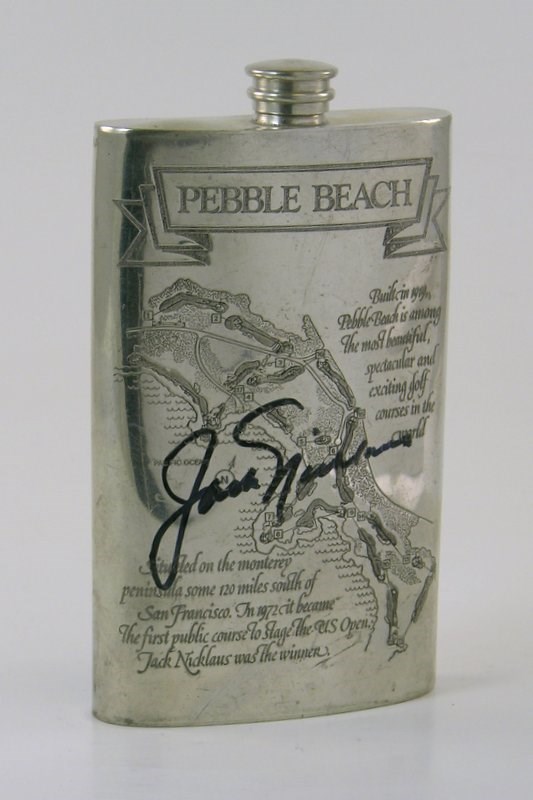 PEBBLE BEACH
Built in 1919,
Pebble Beach is among
the most beautiful,
spectacular and
exciting golf
courses in the
world
PACIFIC OCEAN
N
Jack Nicklaus
Situated on the monterey
peninsula some 120 miles south of
San Francisco. In 1972 it became
the first public course to stage the US Open.
Jack Nicklaus was the winner.